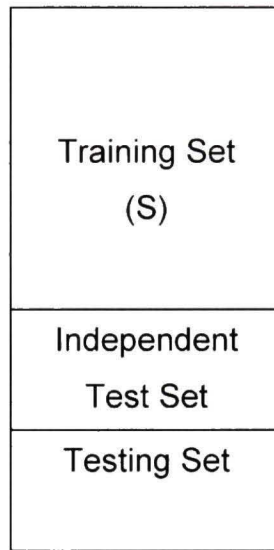 Training Set
(S)
Independent
Test Set
Testing Set